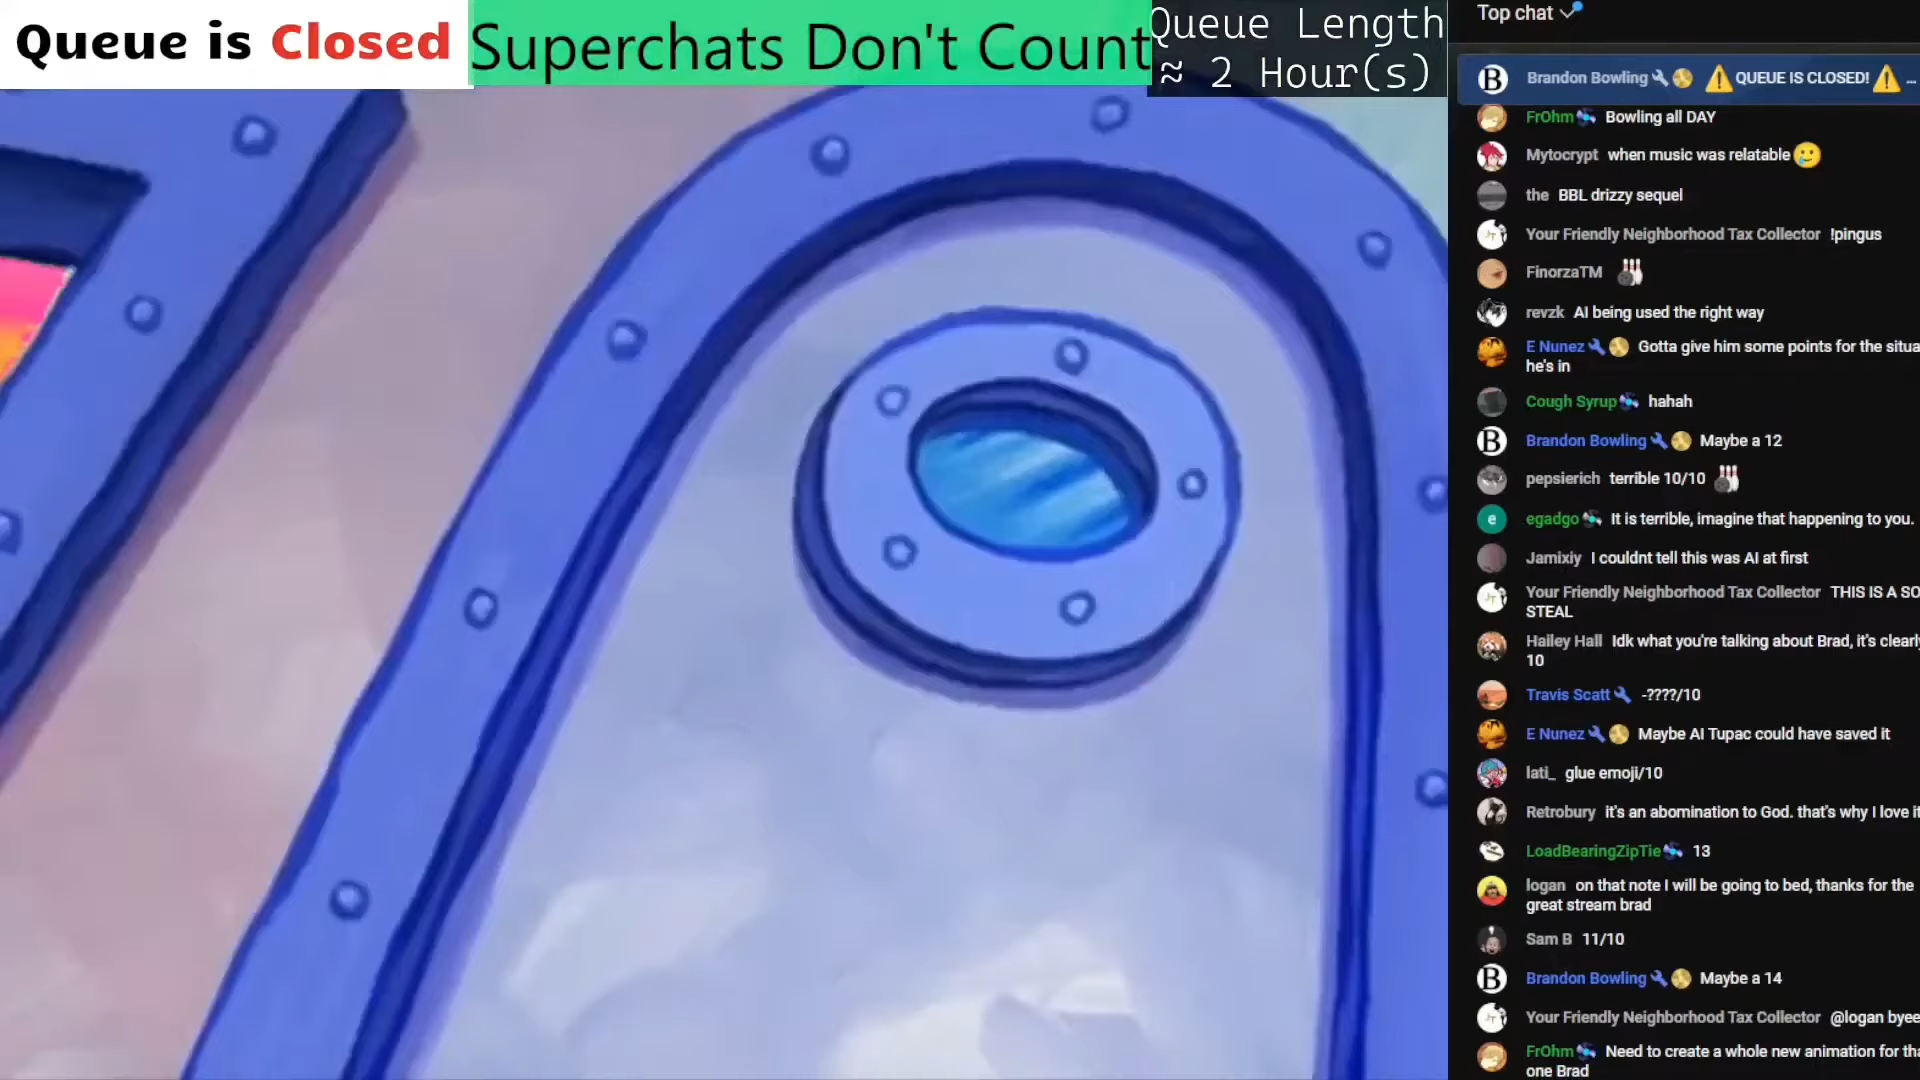 Queue is Closed
Superchats Don't Count
Queue Length
≈ 2 Hour(s)
Top chat
Brandon Bowling ⚠️ QUEUE IS CLOSED! ⚠️ ...
FrOhm Bowling all DAY
Mytocrypt when music was relatable 🥲
the BBL drizzy sequel
Your Friendly Neighborhood Tax Collector !pingus
FinorzaTM 🎳
revzk AI being used the right way
E Nunez Gotta give him some points for the situa
he's in
Cough Syrup hahah
Brandon Bowling Maybe a 12
pepsierich terrible 10/10 🎳
egadgo It is terrible, imagine that happening to you.
Jamixiy I couldnt tell this was AI at first
Your Friendly Neighborhood Tax Collector THIS IS A SO
STEAL
Hailey Hall Idk what you're talking about Brad, it's clearly
10
Travis Scatt -????/10
E Nunez Maybe AI Tupac could have saved it
lati_ glue emoji/10
Retrobury it's an abomination to God. that's why I love it
LoadBearingZipTie 13
logan on that note I will be going to bed, thanks for the
great stream brad
Sam B 11/10
Brandon Bowling Maybe a 14
Your Friendly Neighborhood Tax Collector @logan byee
FrOhm Need to create a whole new animation for tha
one Brad